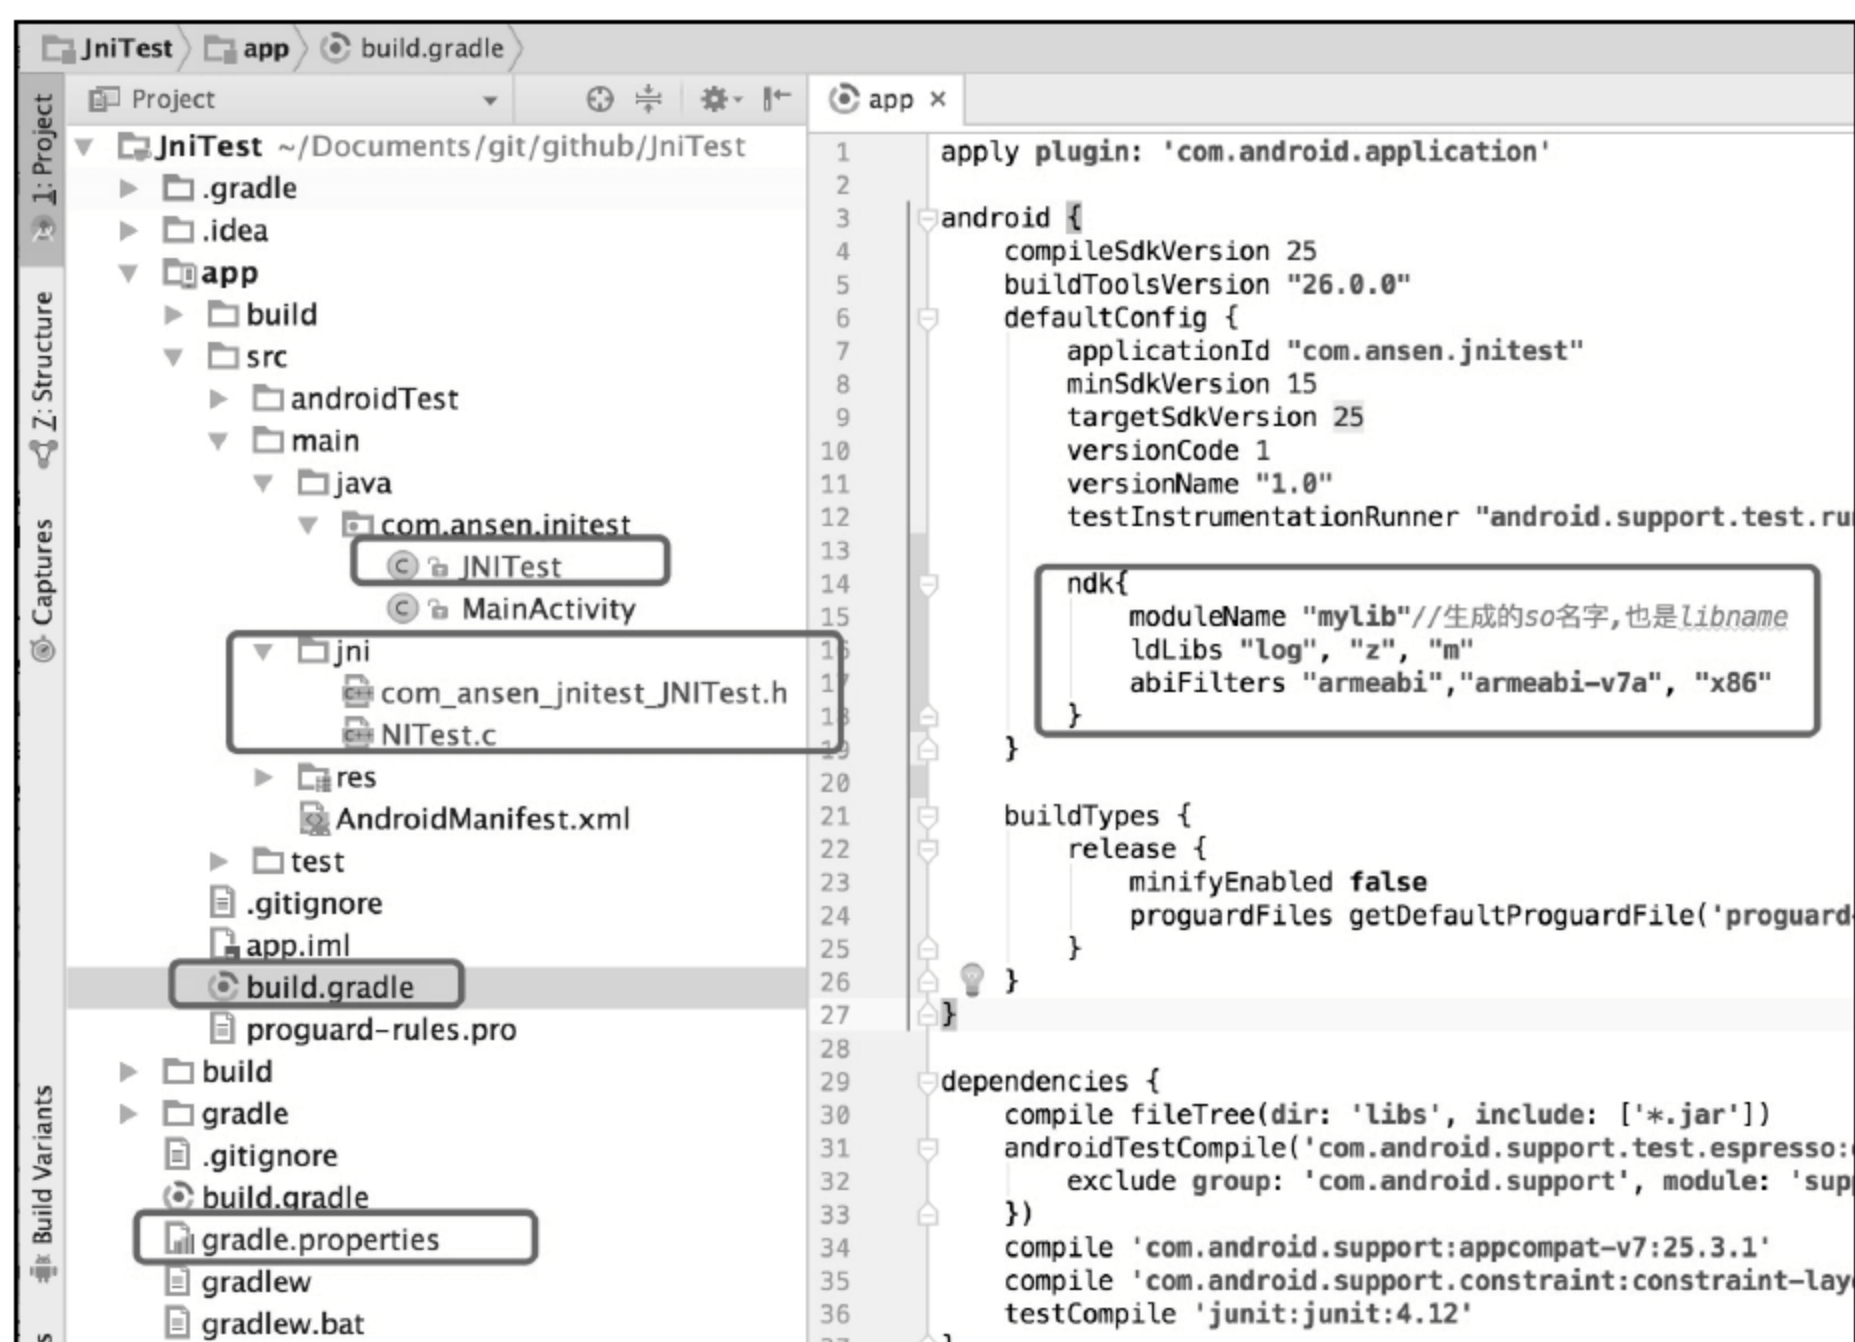 JniTest app build.gradle
Project
app ×
1: Project
Z: Structure
Captures
Build Variants
JniTest ~/Documents/git/github/JniTest
.gradle
.idea
app
build
src
androidTest
main
java
com.ansen.jnitest
JNITest
MainActivity
jni
com_ansen_jnitest_JNITest.h
NITest.c
res
AndroidManifest.xml
test
.gitignore
app.iml
build.gradle
proguard-rules.pro
build
gradle
.gitignore
build.gradle
gradle.properties
gradlew
gradlew.bat
1 apply plugin: 'com.android.application'
2
3 android {
4 compileSdkVersion 25
5 buildToolsVersion "26.0.0"
6 defaultConfig {
7 applicationId "com.ansen.jnitest"
8 minSdkVersion 15
9 targetSdkVersion 25
10 versionCode 1
11 versionName "1.0"
12 testInstrumentationRunner "android.support.test.ru
13
14 ndk{
15 moduleName "mylib"//生成的so名字,也是libname
16 ldLibs "log", "z", "m"
17 abiFilters "armeabi","armeabi-v7a", "x86"
18 }
19 }
20
21 buildTypes {
22 release {
23 minifyEnabled false
24 proguardFiles getDefaultProguardFile('proguard-
25 }
26 }
27 }
28
29 dependencies {
30 compile fileTree(dir: 'libs', include: ['*.jar'])
31 androidTestCompile('com.android.support.test.espresso:
32 exclude group: 'com.android.support', module: 'sup
33 })
34 compile 'com.android.support:appcompat-v7:25.3.1'
35 compile 'com.android.support.constraint:constraint-lay
36 testCompile 'junit:junit:4.12'